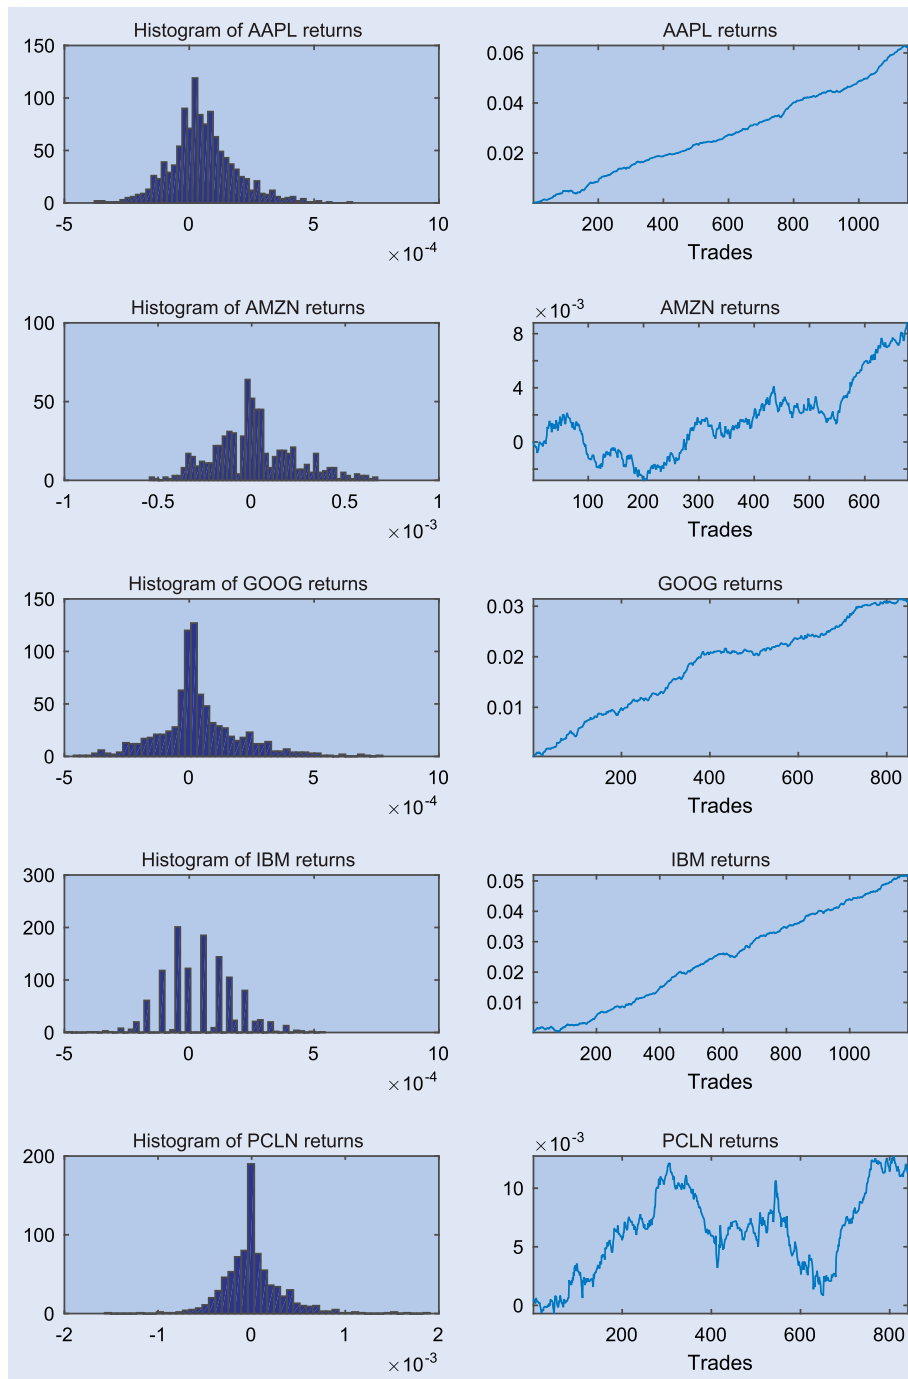 Histogram of AAPL returns
150
100
50
0
-5 0 5 10
×10-4
AAPL returns
0.06
0.04
0.02
200 400 600 800 1000
Trades
Histogram of AMZN returns
100
50
0
-1 -0.5 0 0.5 1
×10-3
×10-3 AMZN returns
8
4
0
100 200 300 400 500 600
Trades
Histogram of GOOG returns
150
100
50
0
-5 0 5 10
×10-4
GOOG returns
0.03
0.02
0.01
200 400 600 800
Trades
Histogram of IBM returns
300
200
100
0
-5 0 5 10
×10-4
IBM returns
0.05
0.04
0.03
0.02
0.01
200 400 600 800 1000
Trades
Histogram of PCLN returns
200
100
0
-2 -1 0 1 2
×10-3
×10-3 PCLN returns
10
5
0
200 400 600 800
Trades